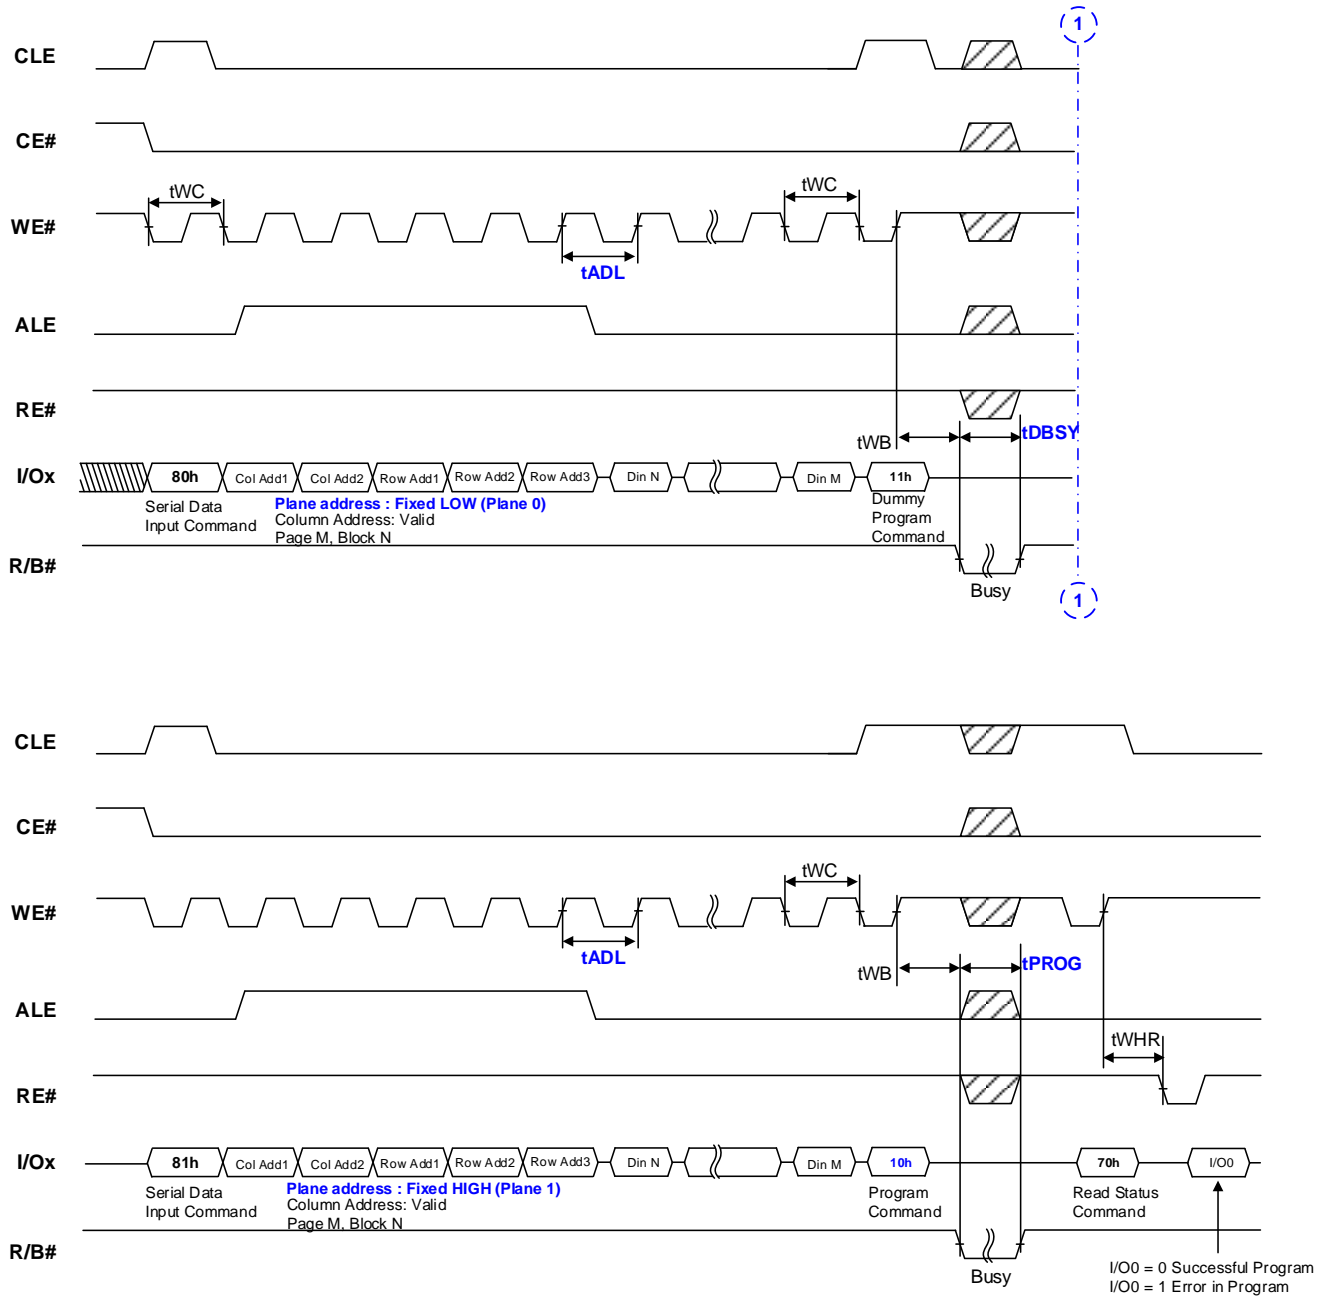 1
CLE
CE#
tWC
tWC
WE#
tADL
ALE
RE#
tWB
tDBSY
I/Ox
80h
Col Add1
Col Add2
Row Add1
Row Add2
Row Add3
Din N
Din M
11h
Serial Data
Input Command
Plane address : Fixed LOW (Plane 0)
Column Address: Valid
Page M, Block N
Dummy
Program
Command
R/B#
Busy
1
CLE
CE#
tWC
WE#
tADL
tWB
tPROG
ALE
tWHR
RE#
I/Ox
81h
Col Add1
Col Add2
Row Add1
Row Add2
Row Add3
Din N
Din M
10h
70h
I/O0
Serial Data
Input Command
Plane address : Fixed HIGH (Plane 1)
Column Address: Valid
Page M, Block N
Program
Command
Read Status
Command
R/B#
Busy
I/O0 = 0 Successful Program
I/O0 = 1 Error in Program